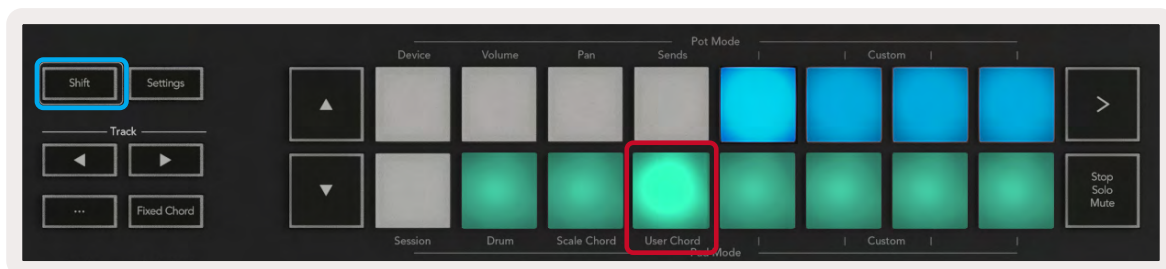 Pot Mode
Device Volume Pan Sends Custom
Shift Settings
Track
... Fixed Chord
Stop
Solo
Mute
Session Drum Scale Chord User Chord Custom
Pad Mode